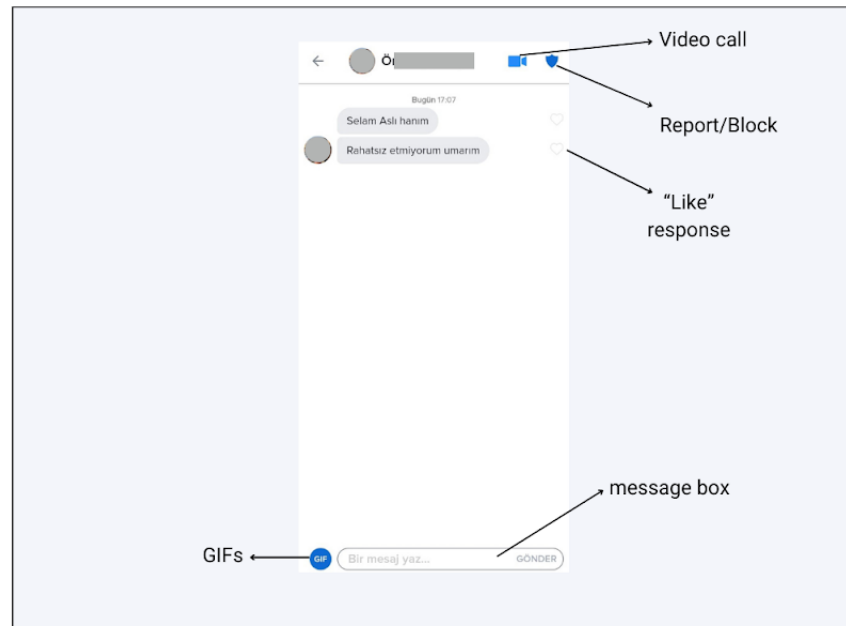 Video call
Ö
Bugün 17:07
Selam Aslı hanım
Report/Block
Rahatsız etmiyorum umarım
“Like”
response
message box
GIFs
GIF
Bir mesaj yaz...
GÖNDER